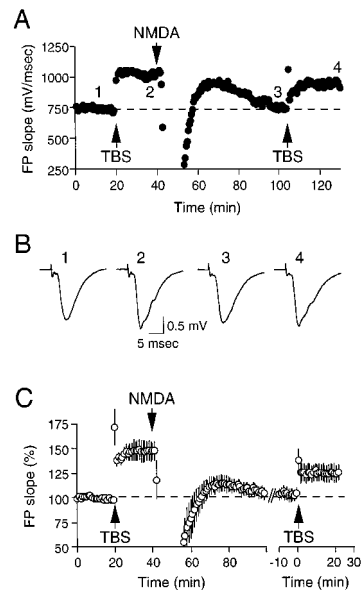 A
NMDA
FP slope (mV/msec)
1250
1000
750
500
250
1
2
3
4
TBS
TBS
0 20 40 60 80 100 120
Time (min)
B
1 2 3 4
0.5 mV
5 msec
C
NMDA
FP slope (%)
175
150
125
100
75
50
TBS
TBS
0 20 40 60 80 100
-10 0 10 20 30
Time (min)
Time (min)